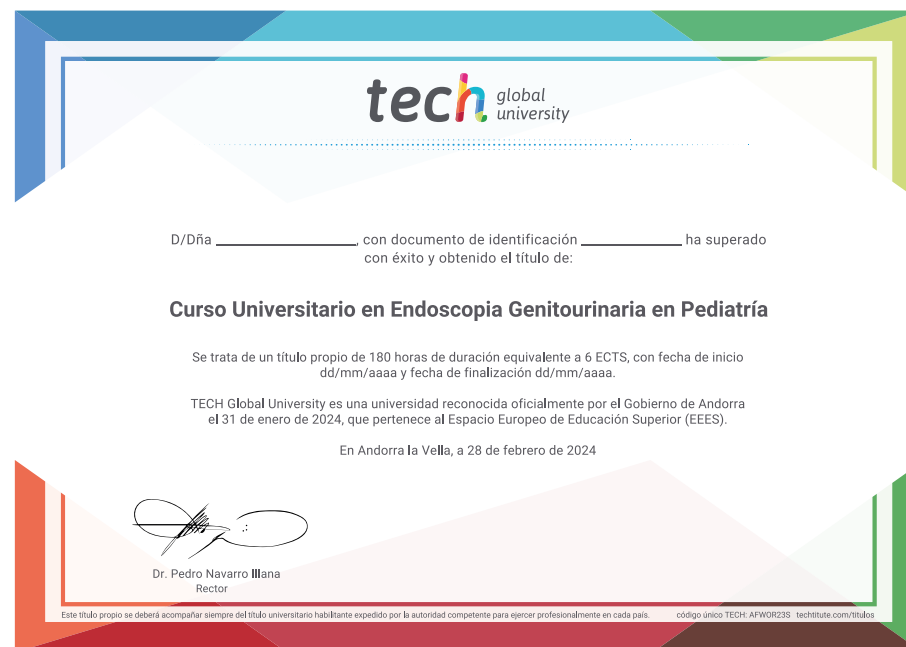 tech global university
D/Dña ____________________, con documento de identificación ______________ ha superado
con éxito y obtenido el título de:
Curso Universitario en Endoscopia Genitourinaria en Pediatría
Se trata de un título propio de 180 horas de duración equivalente a 6 ECTS, con fecha de inicio
dd/mm/aaaa y fecha de finalización dd/mm/aaaa.
TECH Global University es una universidad reconocida oficialmente por el Gobierno de Andorra
el 31 de enero de 2024, que pertenece al Espacio Europeo de Educación Superior (EEES).
En Andorra la Vella, a 28 de febrero de 2024
Dr. Pedro Navarro Illana
Rector
Este título propio se deberá acompañar siempre del título universitario habilitante expedido por la autoridad competente para ejercer profesionalmente en cada país. código único TECH: AFWOR23S techtitute.com/titulos